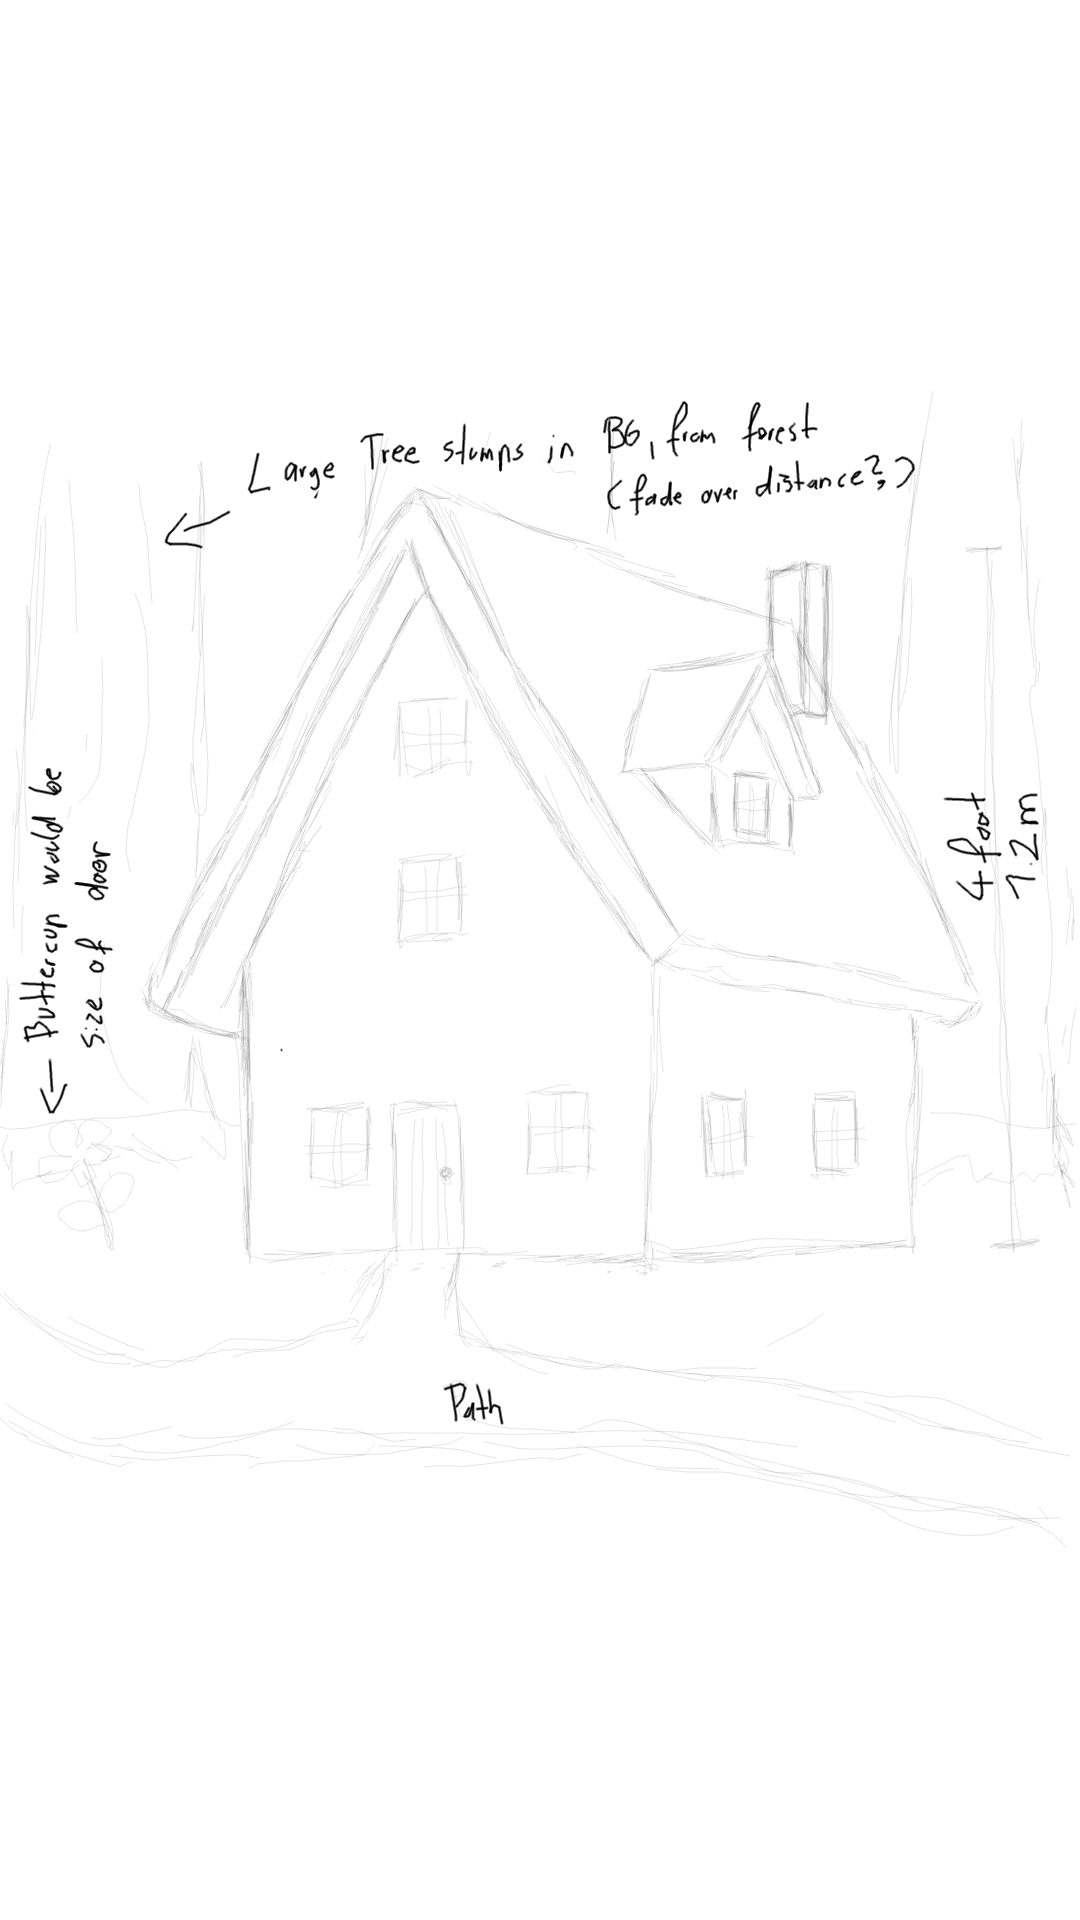 Large Tree stumps in BG, from forest
(fade over distance?)
Buttercup would be
size of door
4 foot
1.2m
Path